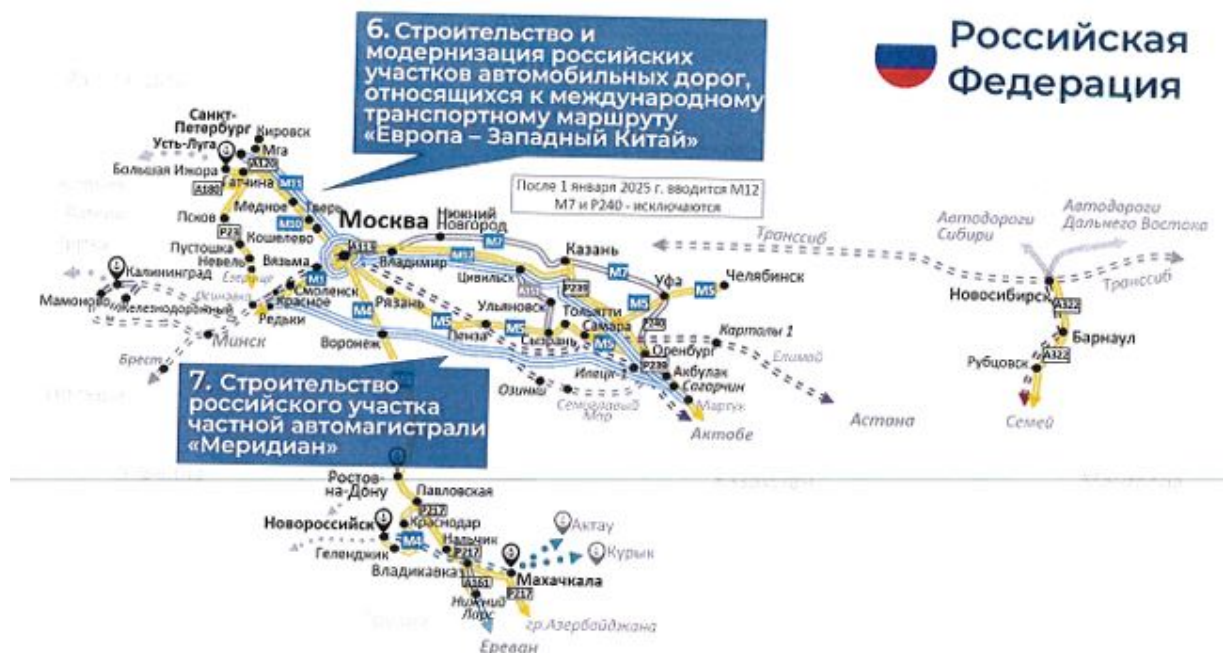 6. Строительство и
модернизация российских
участков автомобильных дорог,
относящихся к международному
транспортному маршруту
«Европа – Западный Китай»
Российская
Федерация
После 1 января 2025 г. вводится М12
М7 и Р240 - исключаются
Санкт-
Петербург
Кировск
Усть-Луга
Мга
А120
Большая Ижора
Гатчина
А180
М11
Медное
Тверь
Псков
М10
Р23
Кошелево
Пустошка
Невель
Вязьма
М1
Калининград
Мамоново
Железнодорожный
Смоленск
Красное
Редьки
Минск
Брест
Москва
А113
Владимир
Нижний
Новгород
М7
М12
Казань
Цивильск
Р239
М7
Уфа
М5
Челябинск
М5
Рязань
М4
М5
Ульяновск
Тольятти
Самара
Пенза
М5
Сызрань
М5
Р240
Воронеж
Оренбург
Р239
Карталы 1
Елимай
Илецк-1
Акбулак
Сагарчин
Озинки
Семиглавый
Мар
Мартук
Актобе
Астана
Транссиб
Автодороги
Сибири
Автодороги
Дальнего Востока
Транссиб
Новосибирск
А322
Барнаул
Рубцовск
А322
Семей
7. Строительство
российского участка
частной автомагистрали
«Меридиан»
Ростов-
на-Дону
Павловская
Р217
Новороссийск
Краснодар
М4
Геленджик
Нальчик
Р217
Владикавказ
А161
Махачкала
Р217
Нижний
Ларс
Актау
Курык
гр.Азербайджана
Ереван